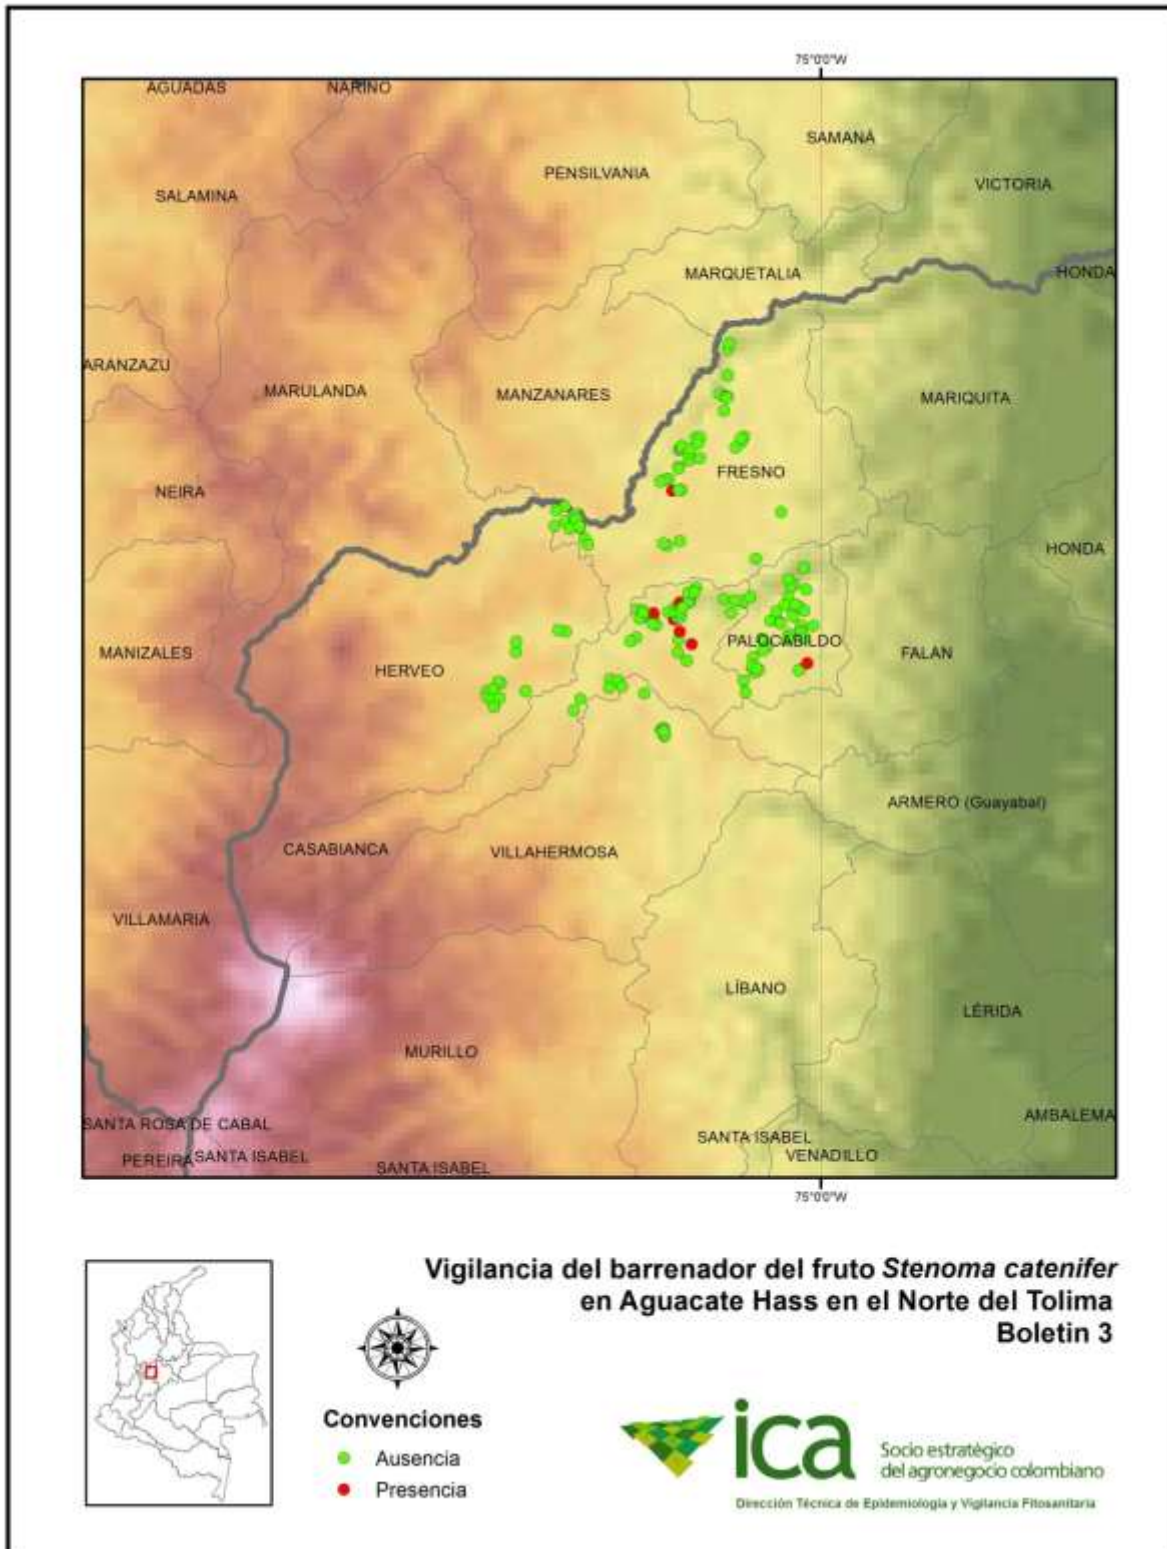 75°0'0"W
AGUADAS
NARIÑO
SAMANÁ
PENSILVANIA
VICTORIA
SALAMINA
MARQUETALIA
HONDA
ARANZAZU
MARULANDA
MANZANARES
MARIQUITA
FRESNO
NEIRA
HONDA
PALOCABILDO
MANIZALES
FALAN
HERVEO
ARMERO (Guayabal)
CASABIANCA
VILLAHERMOSA
VILLAMARIA
LÍBANO
LÉRIDA
MURILLO
AMBALEMA
SANTA ROSA DE CABAL
SANTA ISABEL
VENADILLO
PEREIRA
SANTA ISABEL
SANTA ISABEL
75°0'0"W
Vigilancia del barrenador del fruto Stenoma catenifer
en Aguacate Hass en el Norte del Tolima
Boletin 3
Convenciones
Ausencia
Presencia
ica
Socio estratégico
del agronegocio colombiano
Dirección Técnica de Epidemiología y Vigilancia Fitosanitaria